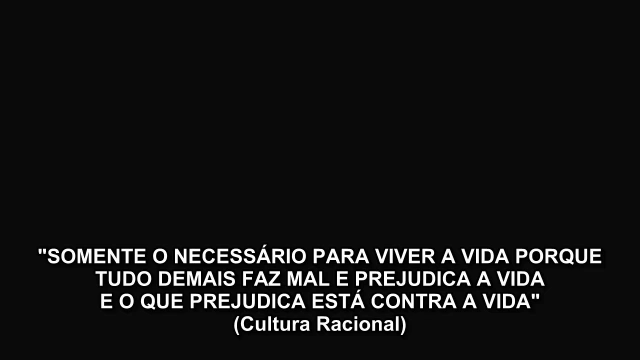 "SOMENTE O NECESSÁRIO PARA VIVER A VIDA PORQUE
TUDO DEMAIS FAZ MAL E PREJUDICA A VIDA
E O QUE PREJUDICA ESTÁ CONTRA A VIDA"
(Cultura Racional)